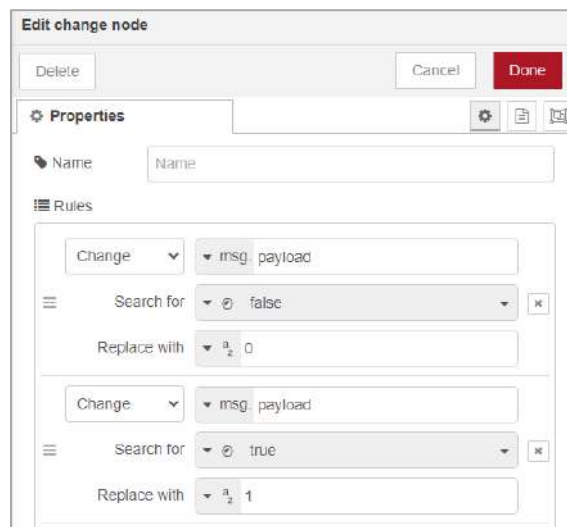 Edit change node
Delete Cancel Done
Properties
Name Name
Rules
Change msg. payload
Search for false
Replace with a z 0
Change msg. payload
Search for true
Replace with a z 1